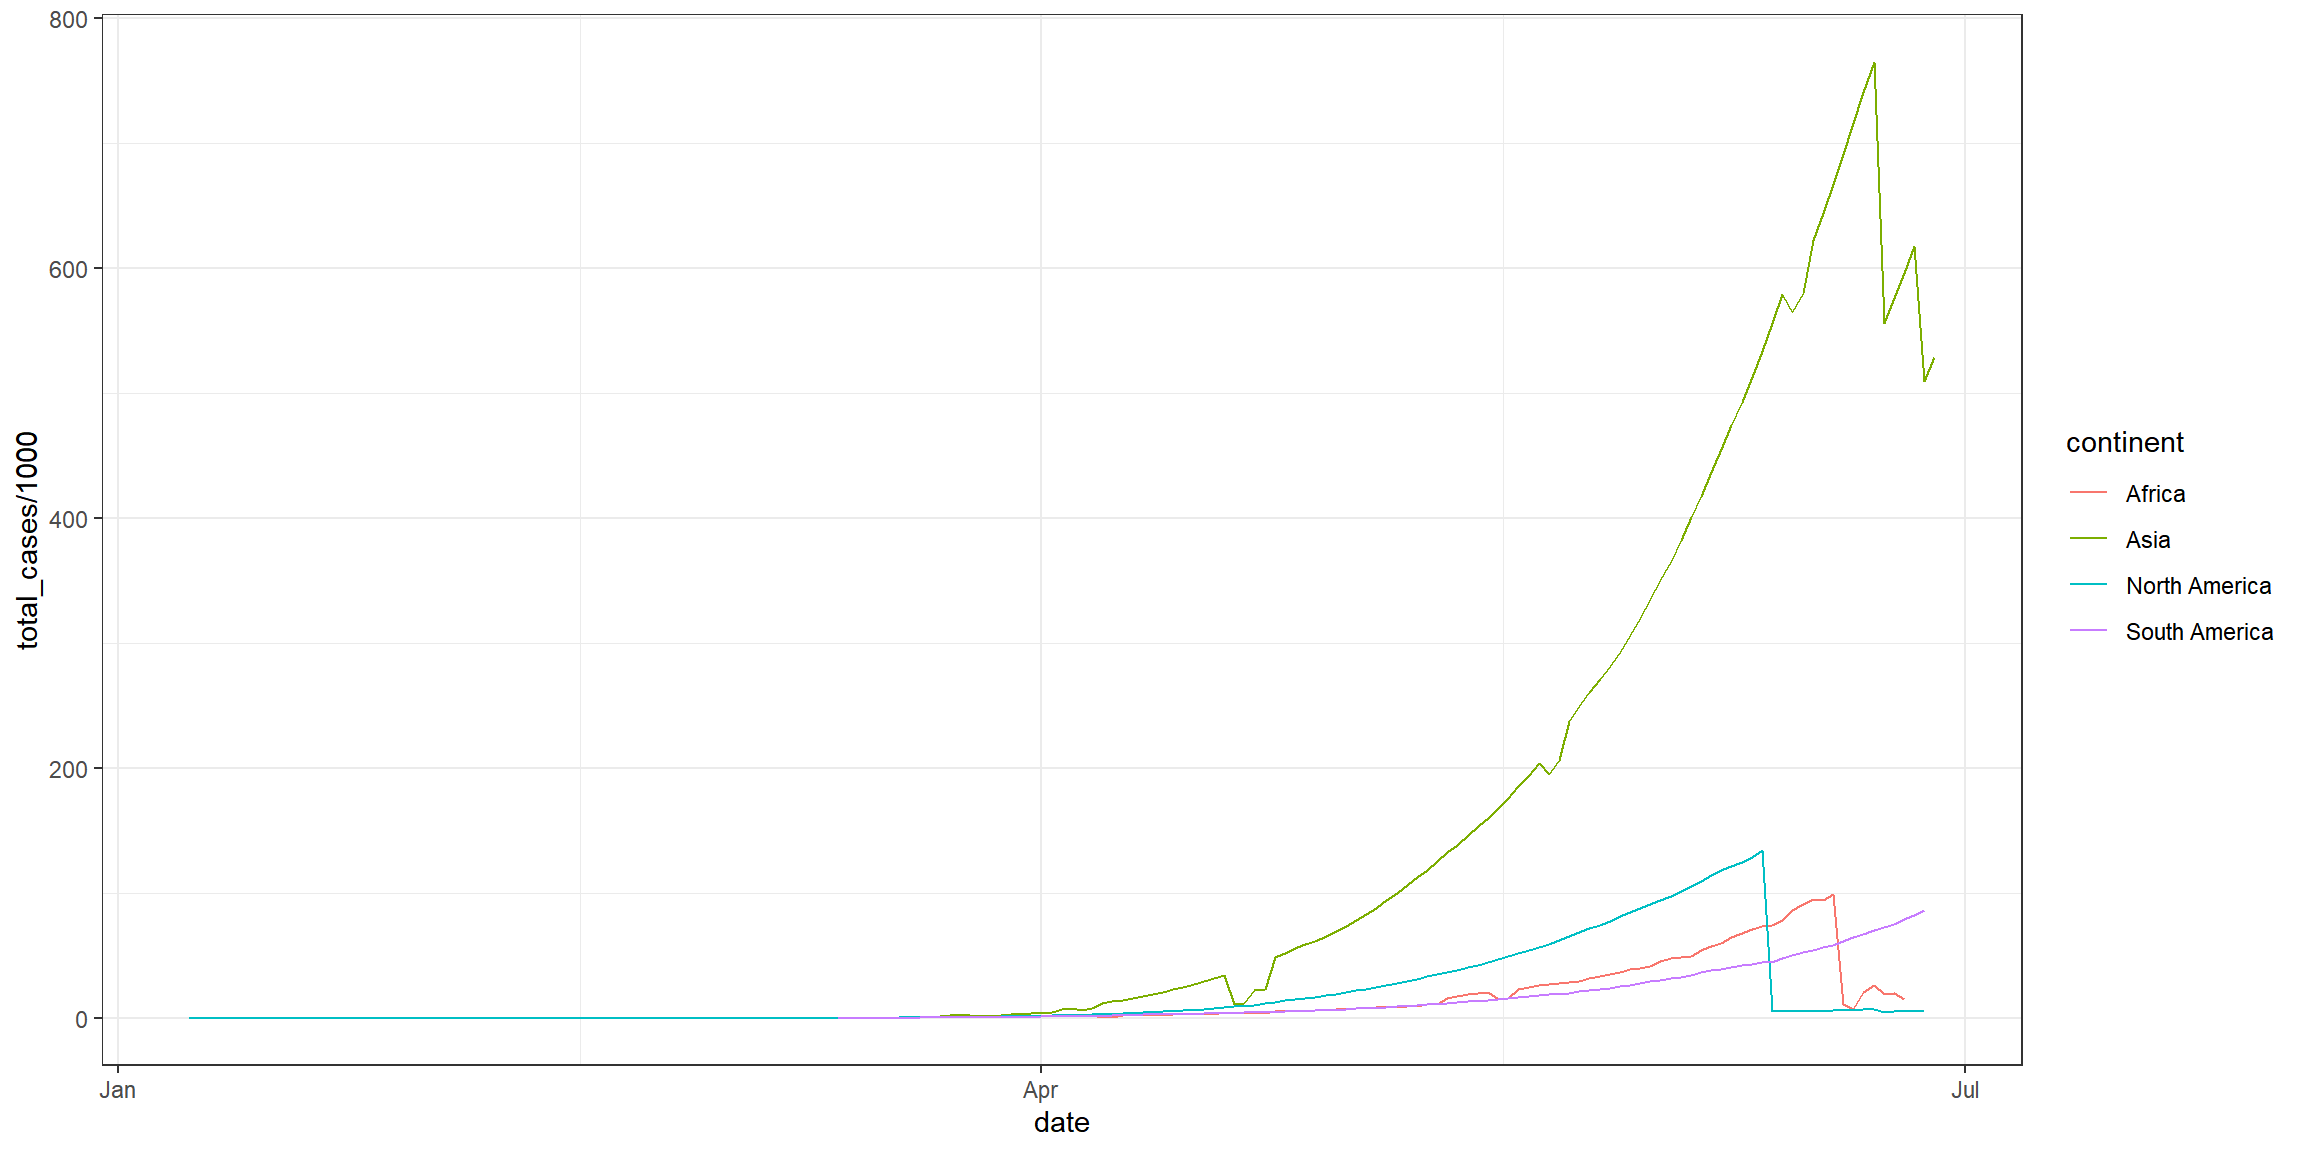 800
600
400
200
0
total_cases/1000
Jan
Apr
Jul
date
continent
Africa
Asia
North America
South America